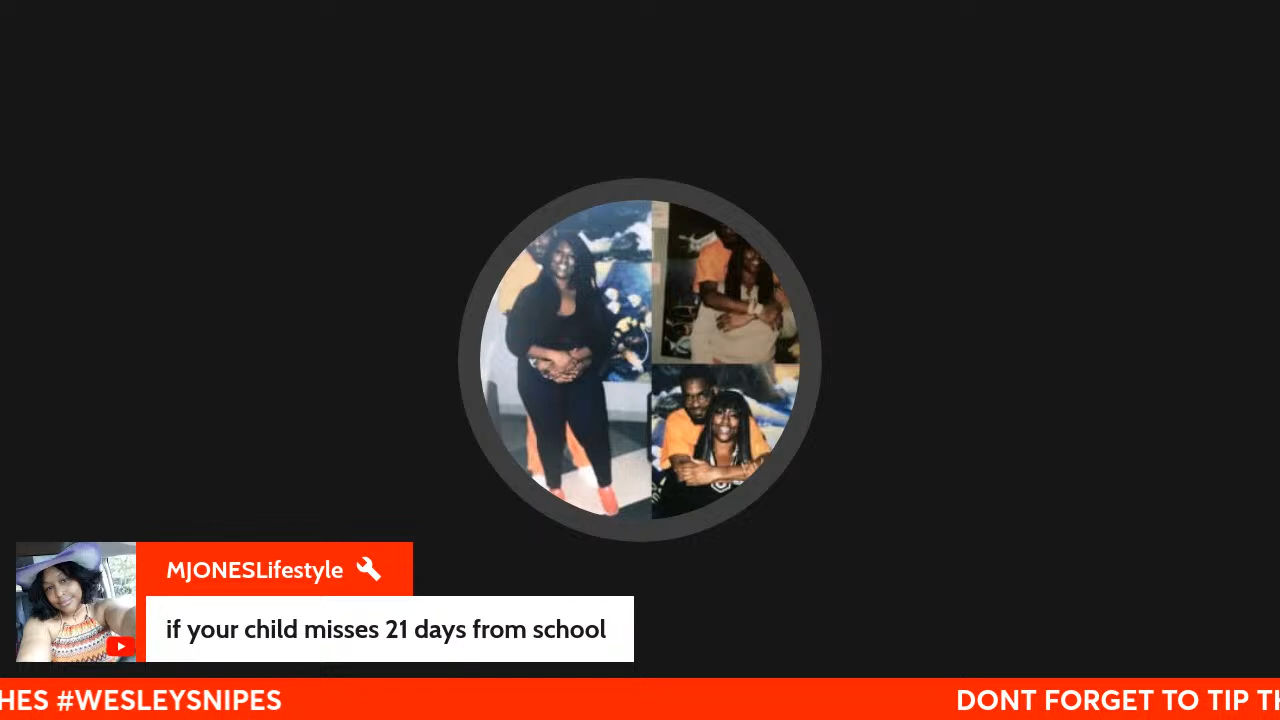 MJONESLifestyle
if your child misses 21 days from school
HES #WESLEYSNIPES DONT FORGET TO TIP TH